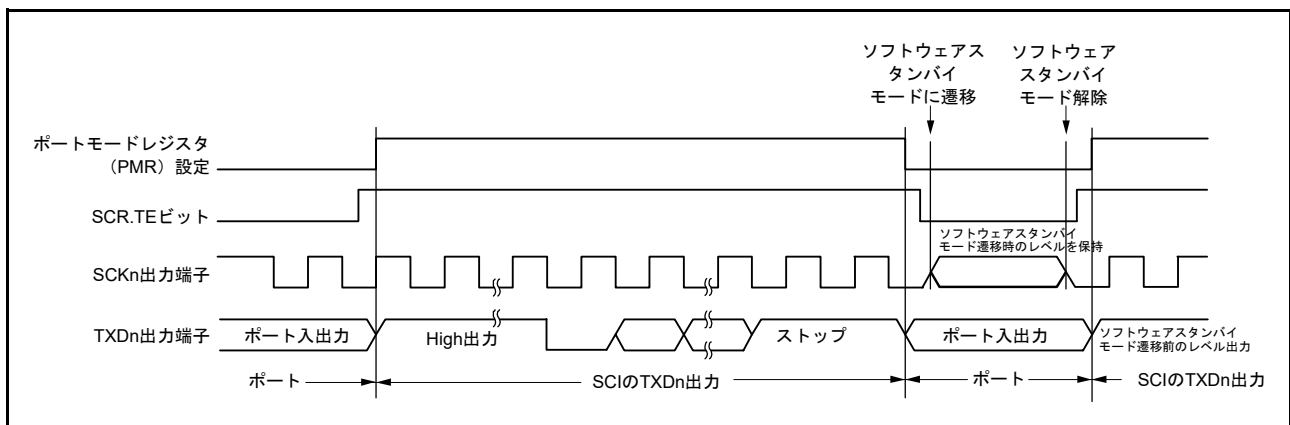 ソフトウェアス
タンバイ
モードに遷移
ソフトウェア
スタンバイ
モード解除
ポートモードレジスタ
（PMR）設定
SCR.TEビット
ソフトウェアスタンバイ
モード遷移時のレベルを保持
SCKn出力端子
TXDn出力端子
ポート入出力
High出力
ストップ
ポート入出力
ソフトウェアスタンバイ
モード遷移前のレベル出力
ポート
SCIのTXDn出力
ポート
SCIのTXDn出力